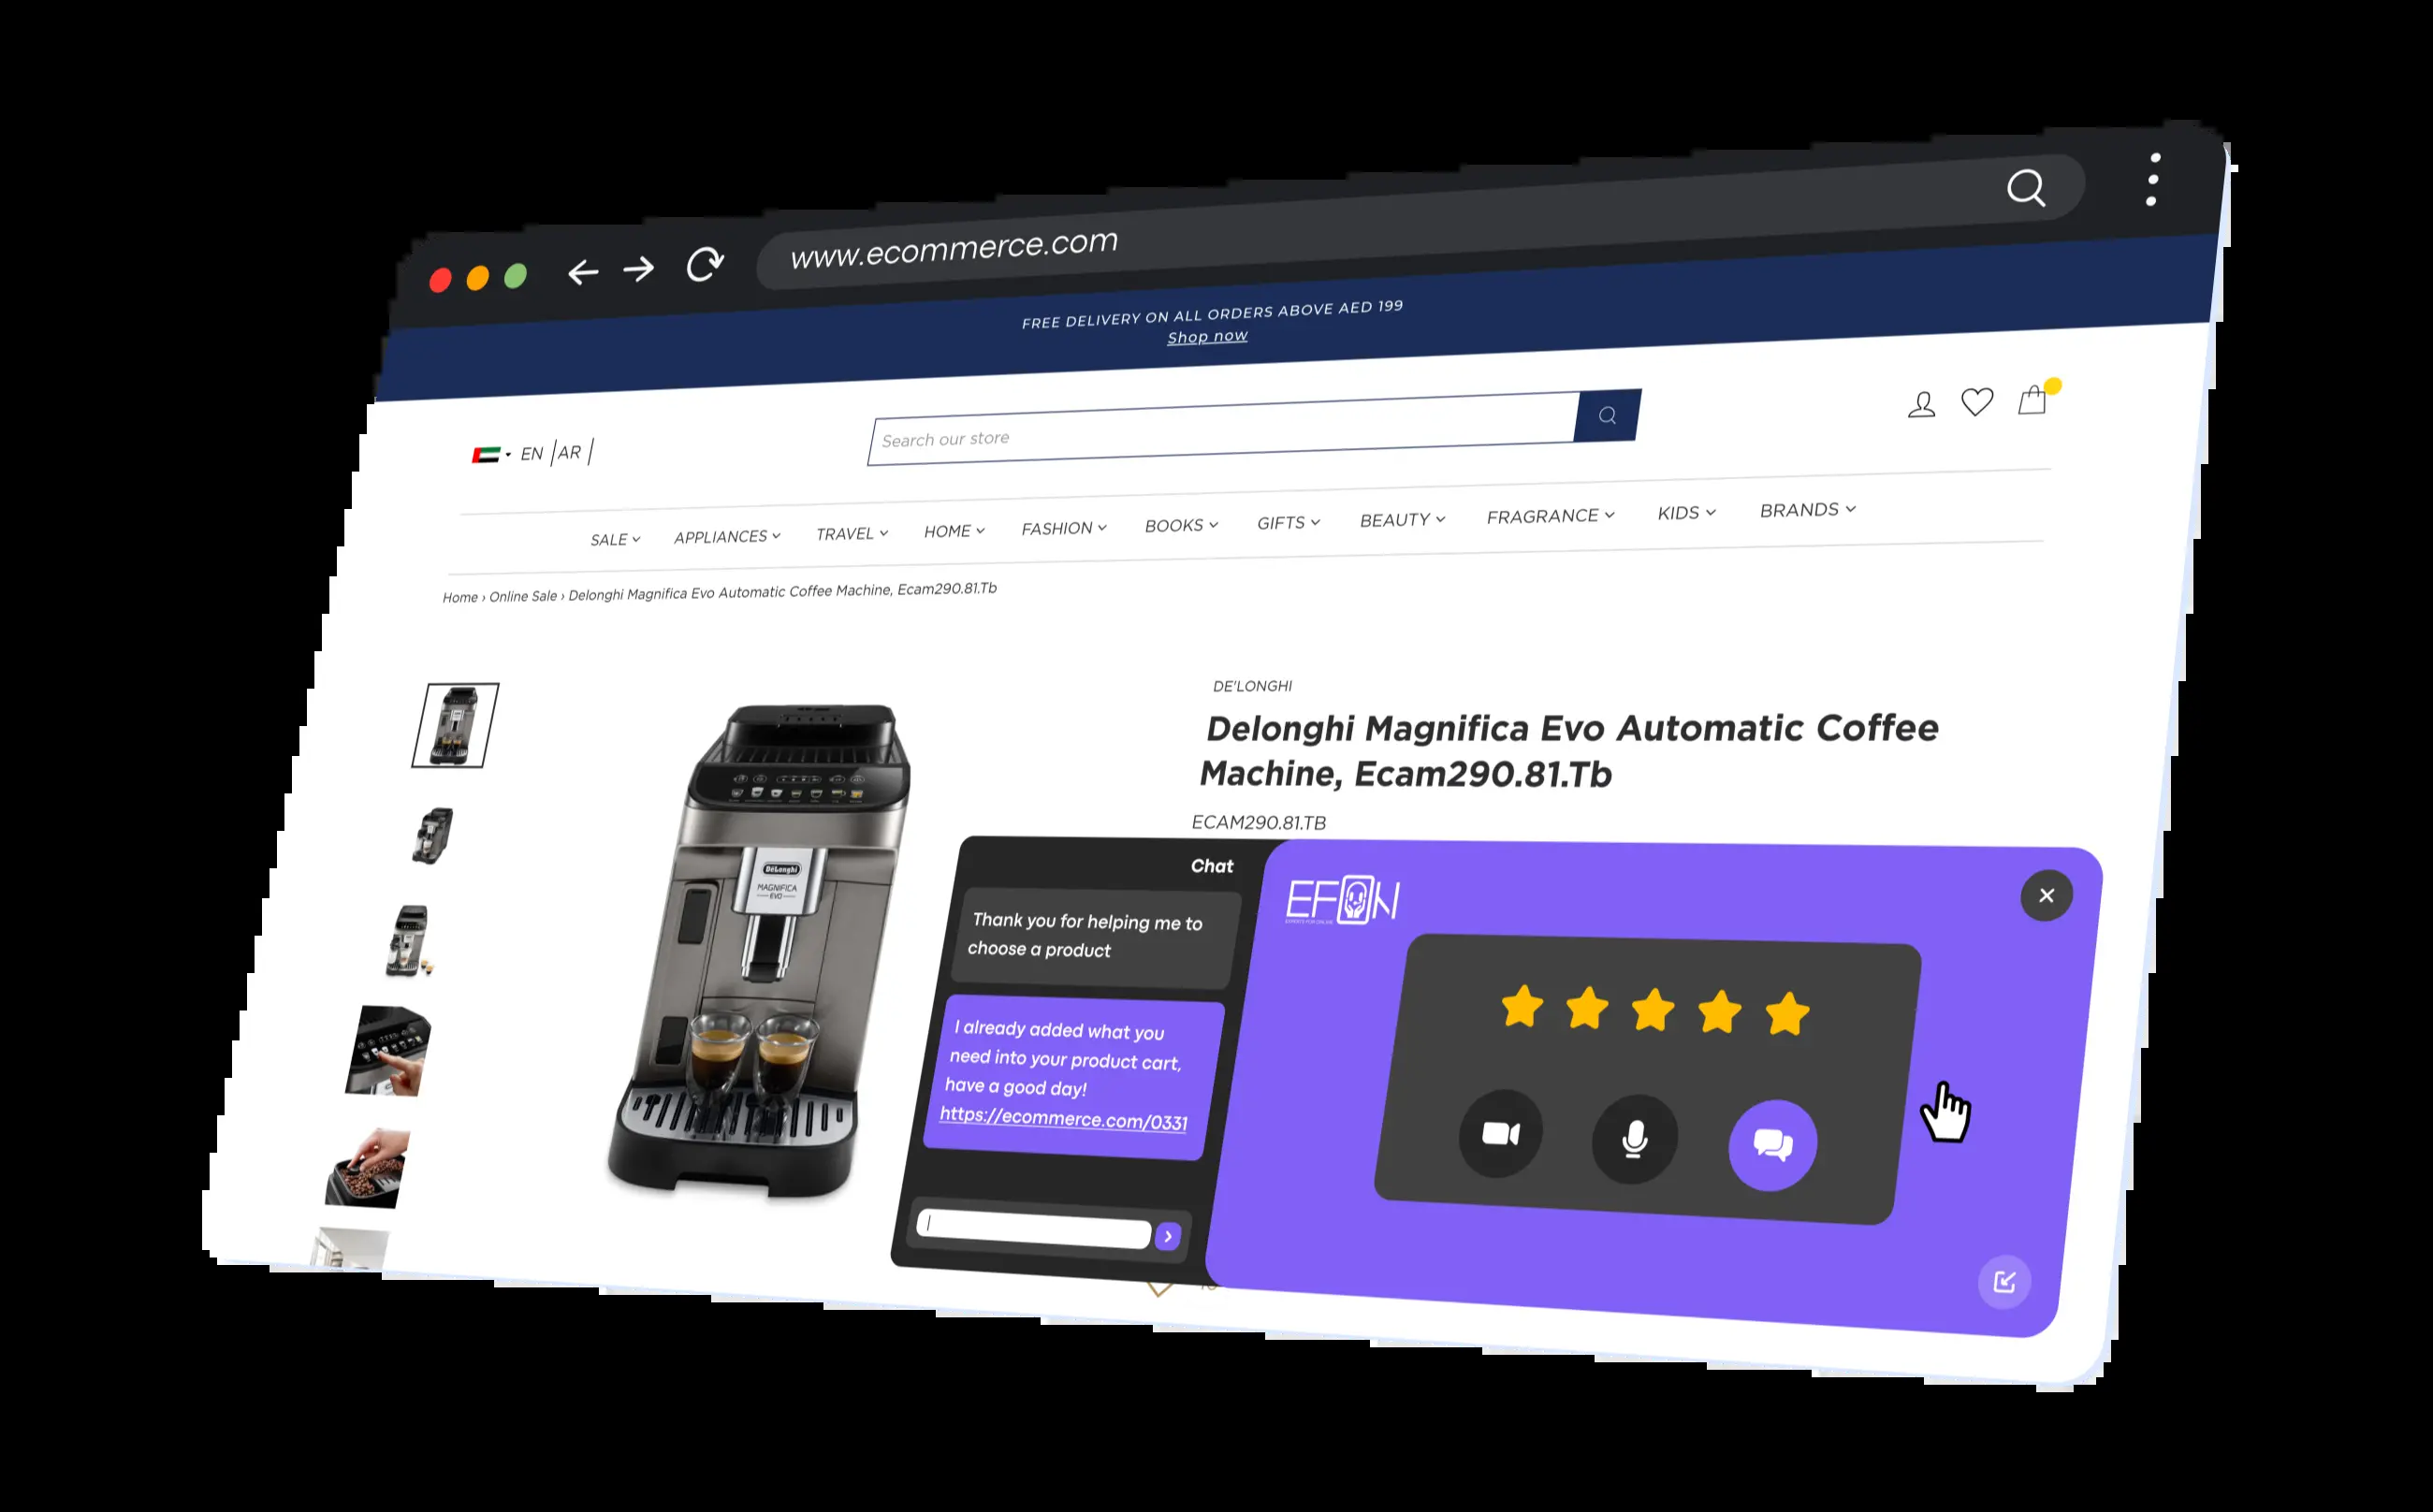 www.ecommerce.com
FREE DELIVERY ON ALL ORDERS ABOVE AED 199
Shop now
EN | AR |
Search our store
SALE APPLIANCES TRAVEL HOME FASHION BOOKS GIFTS BEAUTY FRAGRANCE KIDS BRANDS
Home › Online Sale › Delonghi Magnifica Evo Automatic Coffee Machine, Ecam290.81.Tb
DE'LONGHI
Delonghi Magnifica Evo Automatic Coffee
Machine, Ecam290.81.Tb
ECAM290.81.TB
DeLonghi
MAGNIFICA
EVO
Chat
Thank you for helping me to
choose a product
I already added what you
need into your product cart,
have a good day!
https://ecommerce.com/0331
EFON